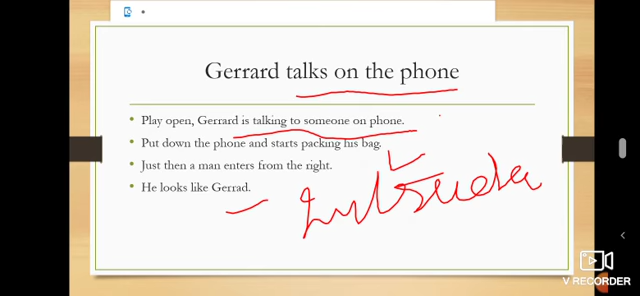 Gerrard talks on the phone
• Play open, Gerrard is talking to someone on phone.
• Put down the phone and starts packing his bag.
• Just then a man enters from the right.
• He looks like Gerrad.
V RECORDER